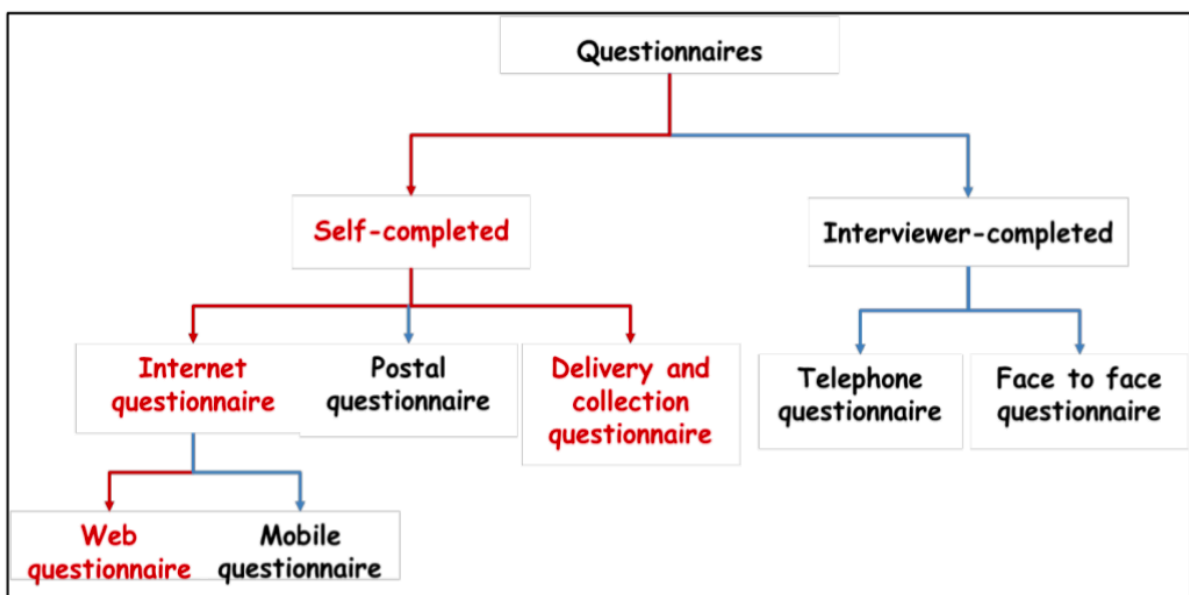 Questionnaires
Self-completed
Interviewer-completed
Internet
questionnaire
Postal
questionnaire
Delivery and
collection
questionnaire
Telephone
questionnaire
Face to face
questionnaire
Web
questionnaire
Mobile
questionnaire